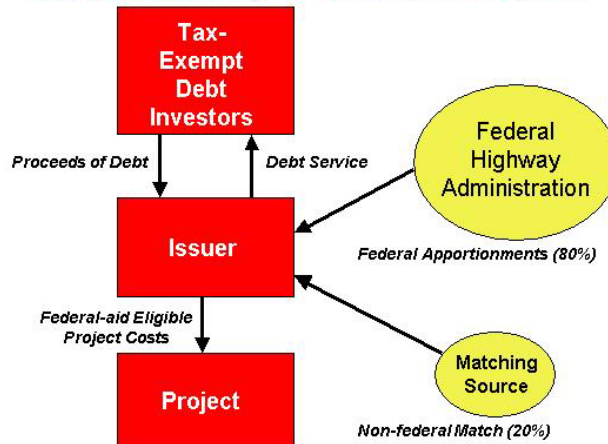 Tax-
Exempt
Debt
Investors
Proceeds of Debt
Debt Service
Federal
Highway
Administration
Issuer
Federal Apportionments (80%)
Federal-aid Eligible
Project Costs
Matching
Source
Project
Non-federal Match (20%)